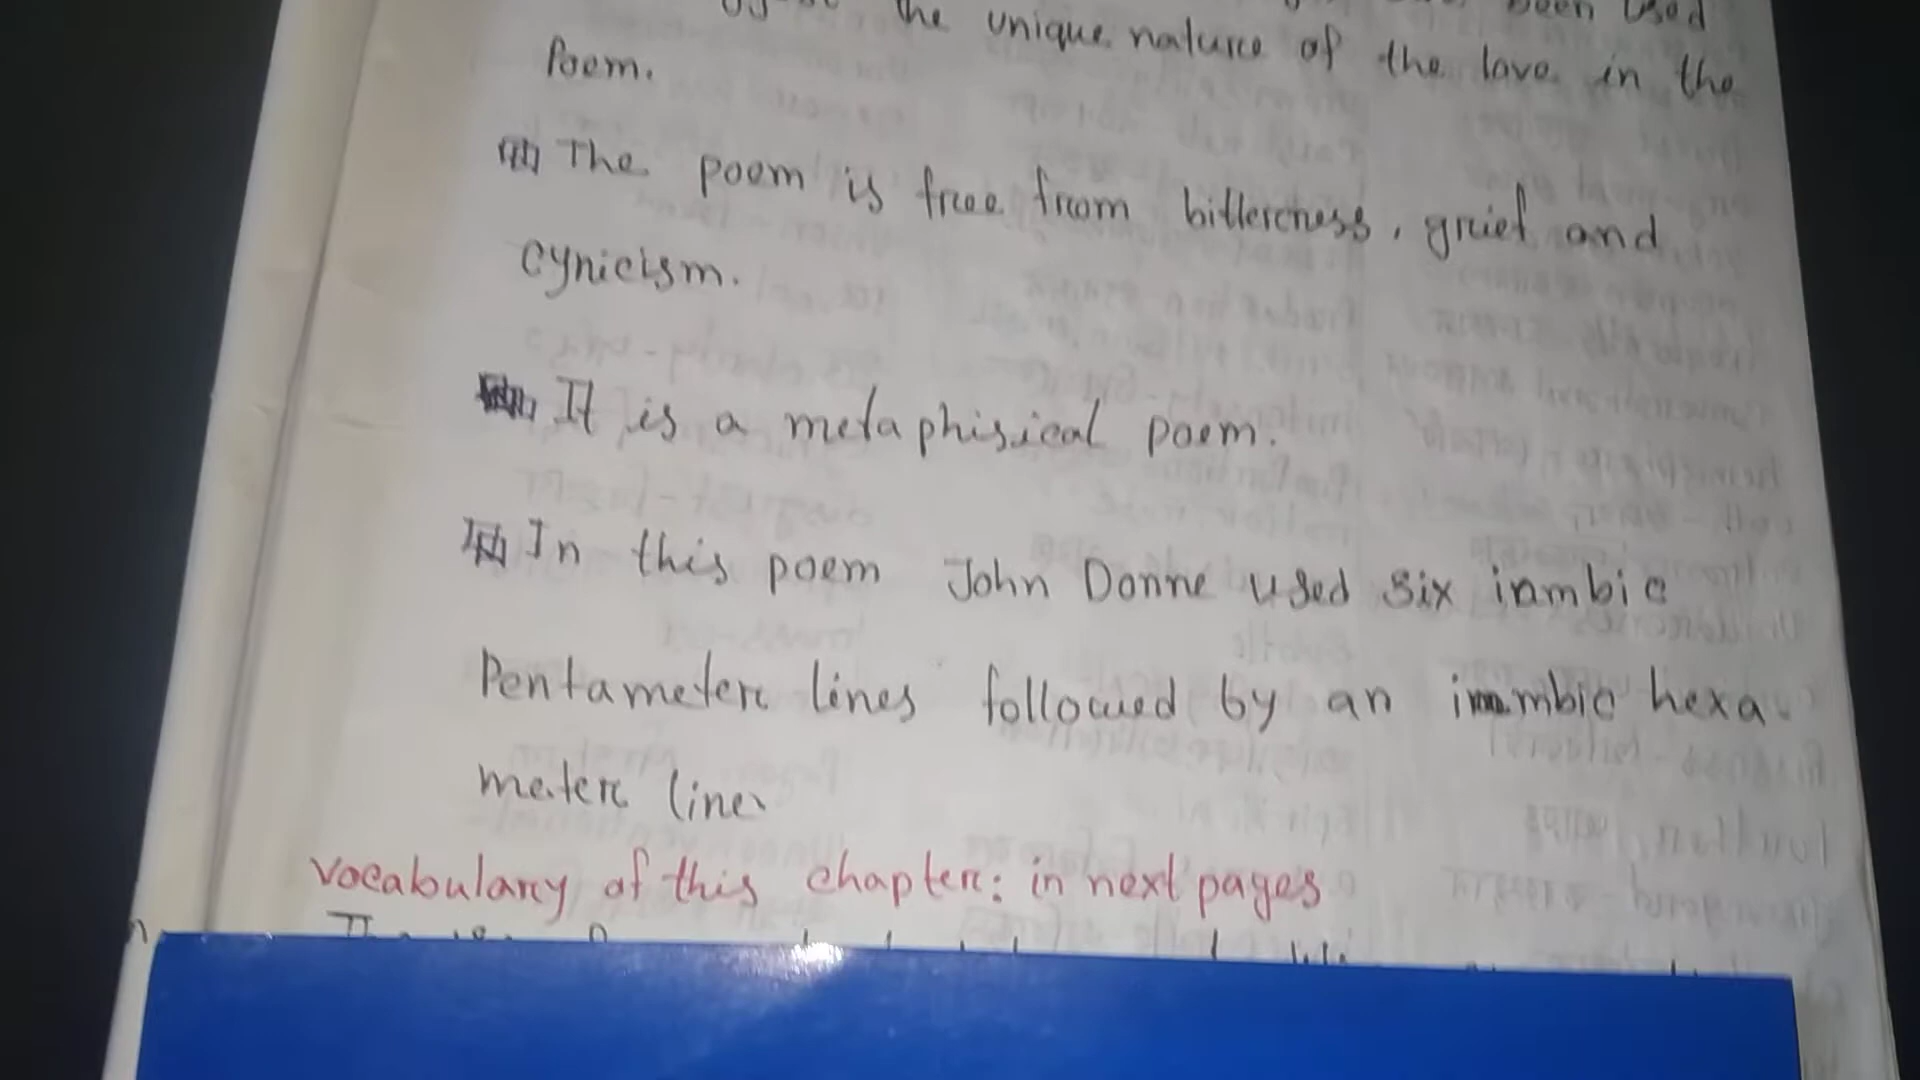 the unique nature of the love in the
Poem.
The poem is free from bitterness, grief and
cynicism.
It is a metaphisical poem.
In this poem John Donne used six iambic
Pentameter lines followed by an iambic hexa
meter line
vocabulary of this chapter: in next pages